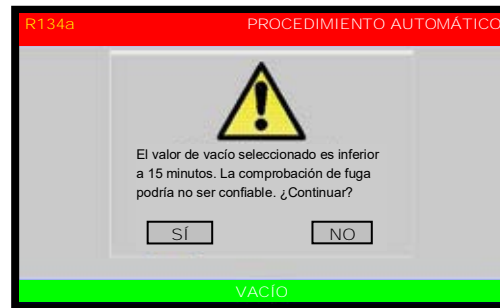 R134a PROCEDIMIENTO AUTOMÁTICO
El valor de vacío seleccionado es inferior
a 15 minutos. La comprobación de fuga
podría no ser confiable. ¿Continuar?
SÍ NO
VACÍO